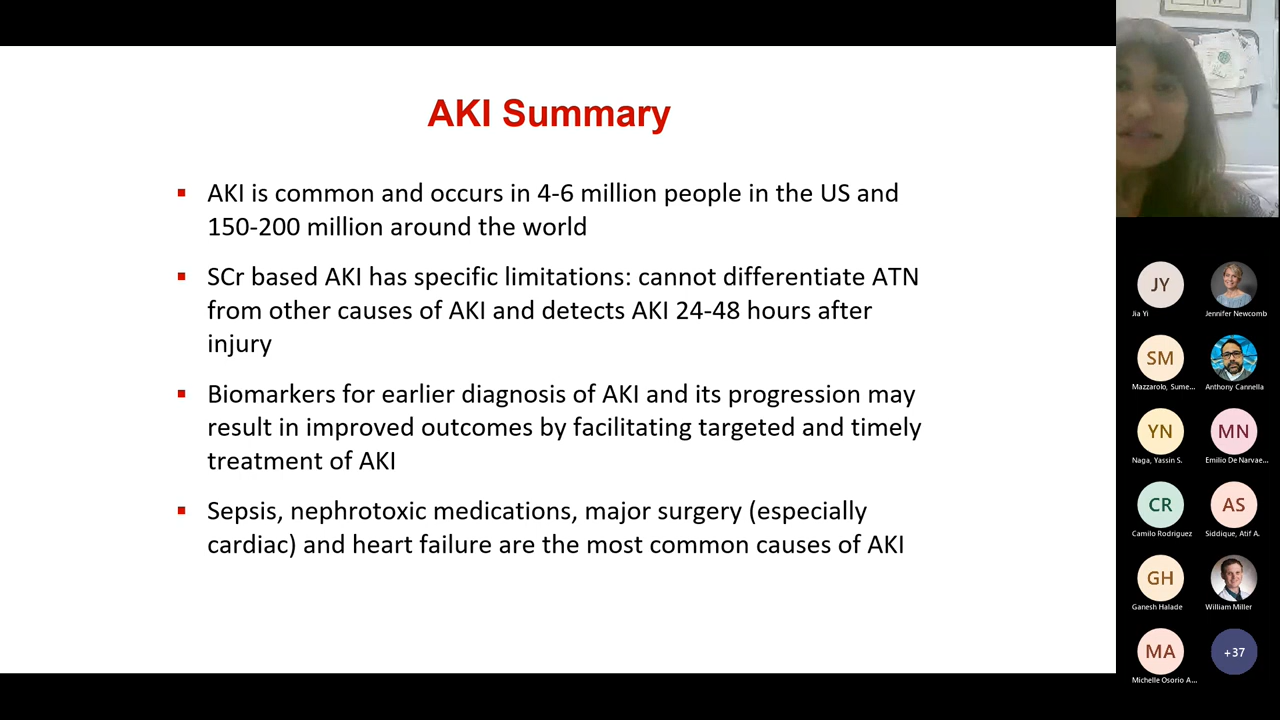 AKI Summary
AKI is common and occurs in 4-6 million people in the US and
150-200 million around the world
SCr based AKI has specific limitations: cannot differentiate ATN
from other causes of AKI and detects AKI 24-48 hours after
injury
Biomarkers for earlier diagnosis of AKI and its progression may
result in improved outcomes by facilitating targeted and timely
treatment of AKI
Sepsis, nephrotoxic medications, major surgery (especially
cardiac) and heart failure are the most common causes of AKI
JY
Jia Yi
Jennifer Newcomb
SM
Mazzarolo, Sume...
Anthony Cannella
YN
Naga, Yassin S.
MN
Emilio De Narvae...
CR
Camilo Rodriguez
AS
Siddique, Atif A.
GH
Ganesh Halade
William Miller
MA
Michelle Osorio A...
+37